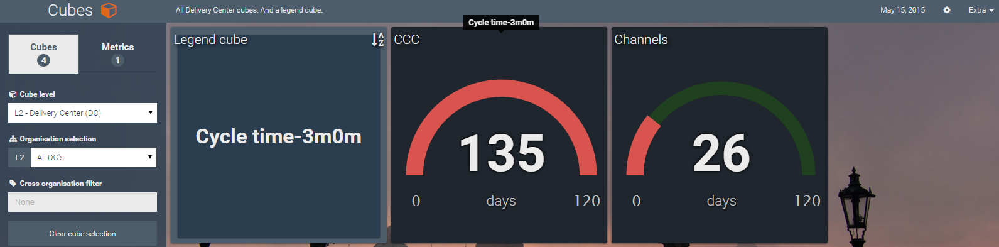 Cubes
All Delivery Center cubes. And a legend cube.
May 15, 2015
Extra
Cycle time-3m0m
Cubes
4
Metrics
1
Cube level
L2 - Delivery Center (DC)
Organisation selection
L2
All DC's
Cross organisation filter
None
Clear cube selection
Legend cube
A
Z
Cycle time-3m0m
CCC
135
0
days
120
Channels
26
0
days
120